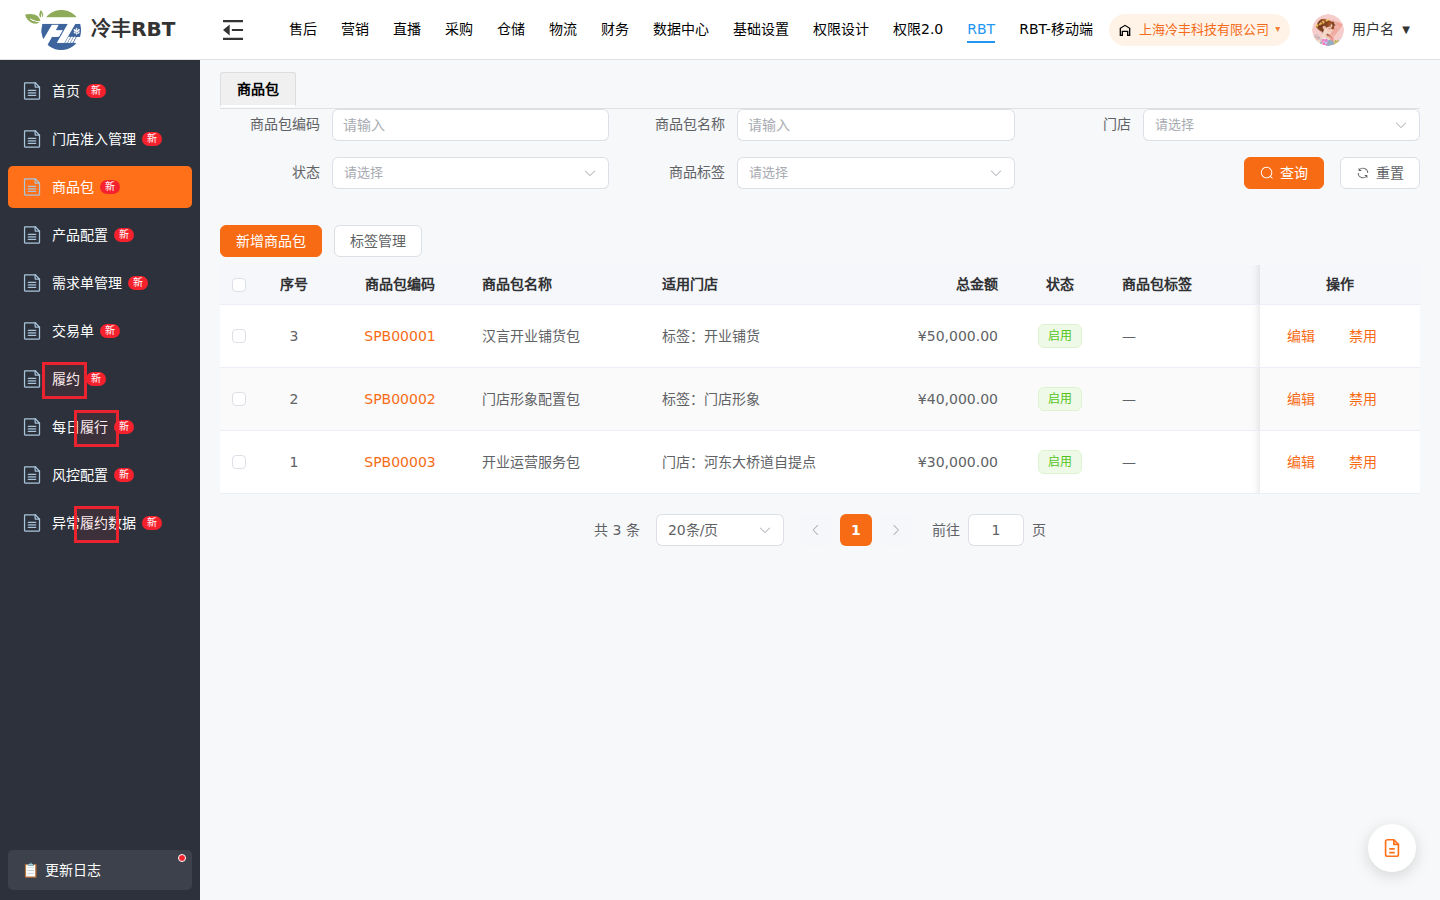 冷丰RBT
售后 营销 直播 采购 仓储 物流 财务 数据中心 基础设置 权限设计 权限2.0 RBT RBT-移动端 上海冷丰科技有限公司 ▾ 用户名 ▼
首页 新
门店准入管理 新
商品包 新
产品配置 新
需求单管理 新
交易单 新
履约 新
每日履行 新
风控配置 新
异常履约数据 新
更新日志
商品包
商品包编码 请输入 商品包名称 请输入 门店 请选择
状态 请选择 商品标签 请选择 查询 重置
新增商品包 标签管理
序号 商品包编码 商品包名称 适用门店 总金额 状态 商品包标签 操作
3 SPB00001 汉言开业铺货包 标签：开业铺货 ¥50,000.00 启用 — 编辑 禁用
2 SPB00002 门店形象配置包 标签：门店形象 ¥40,000.00 启用 — 编辑 禁用
1 SPB00003 开业运营服务包 门店：河东大桥道自提点 ¥30,000.00 启用 — 编辑 禁用
共 3 条 20条/页 1 前往 1 页